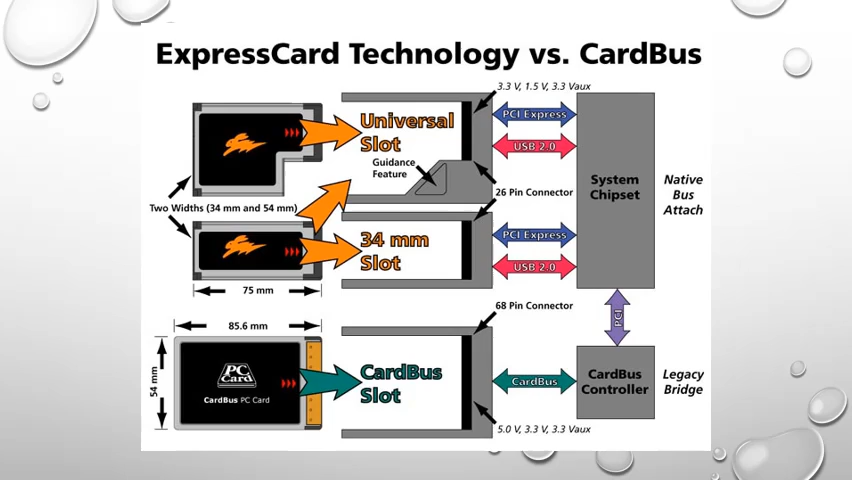 ExpressCard Technology vs. CardBus
3.3 V, 1.5 V, 3.3 Vaux
Universal
Slot
PCI Express
USB 2.0
Guidance
Feature
System
Chipset
Native
Bus
Attach
26 Pin Connector
Two Widths (34 mm and 54 mm)
34 mm
Slot
PCI Express
USB 2.0
75 mm
68 Pin Connector
PCI
85.6 mm
54 mm
PC
Card
CardBus PC Card
CardBus
Slot
CardBus
CardBus
Controller
Legacy
Bridge
5.0 V, 3.3 V, 3.3 Vaux